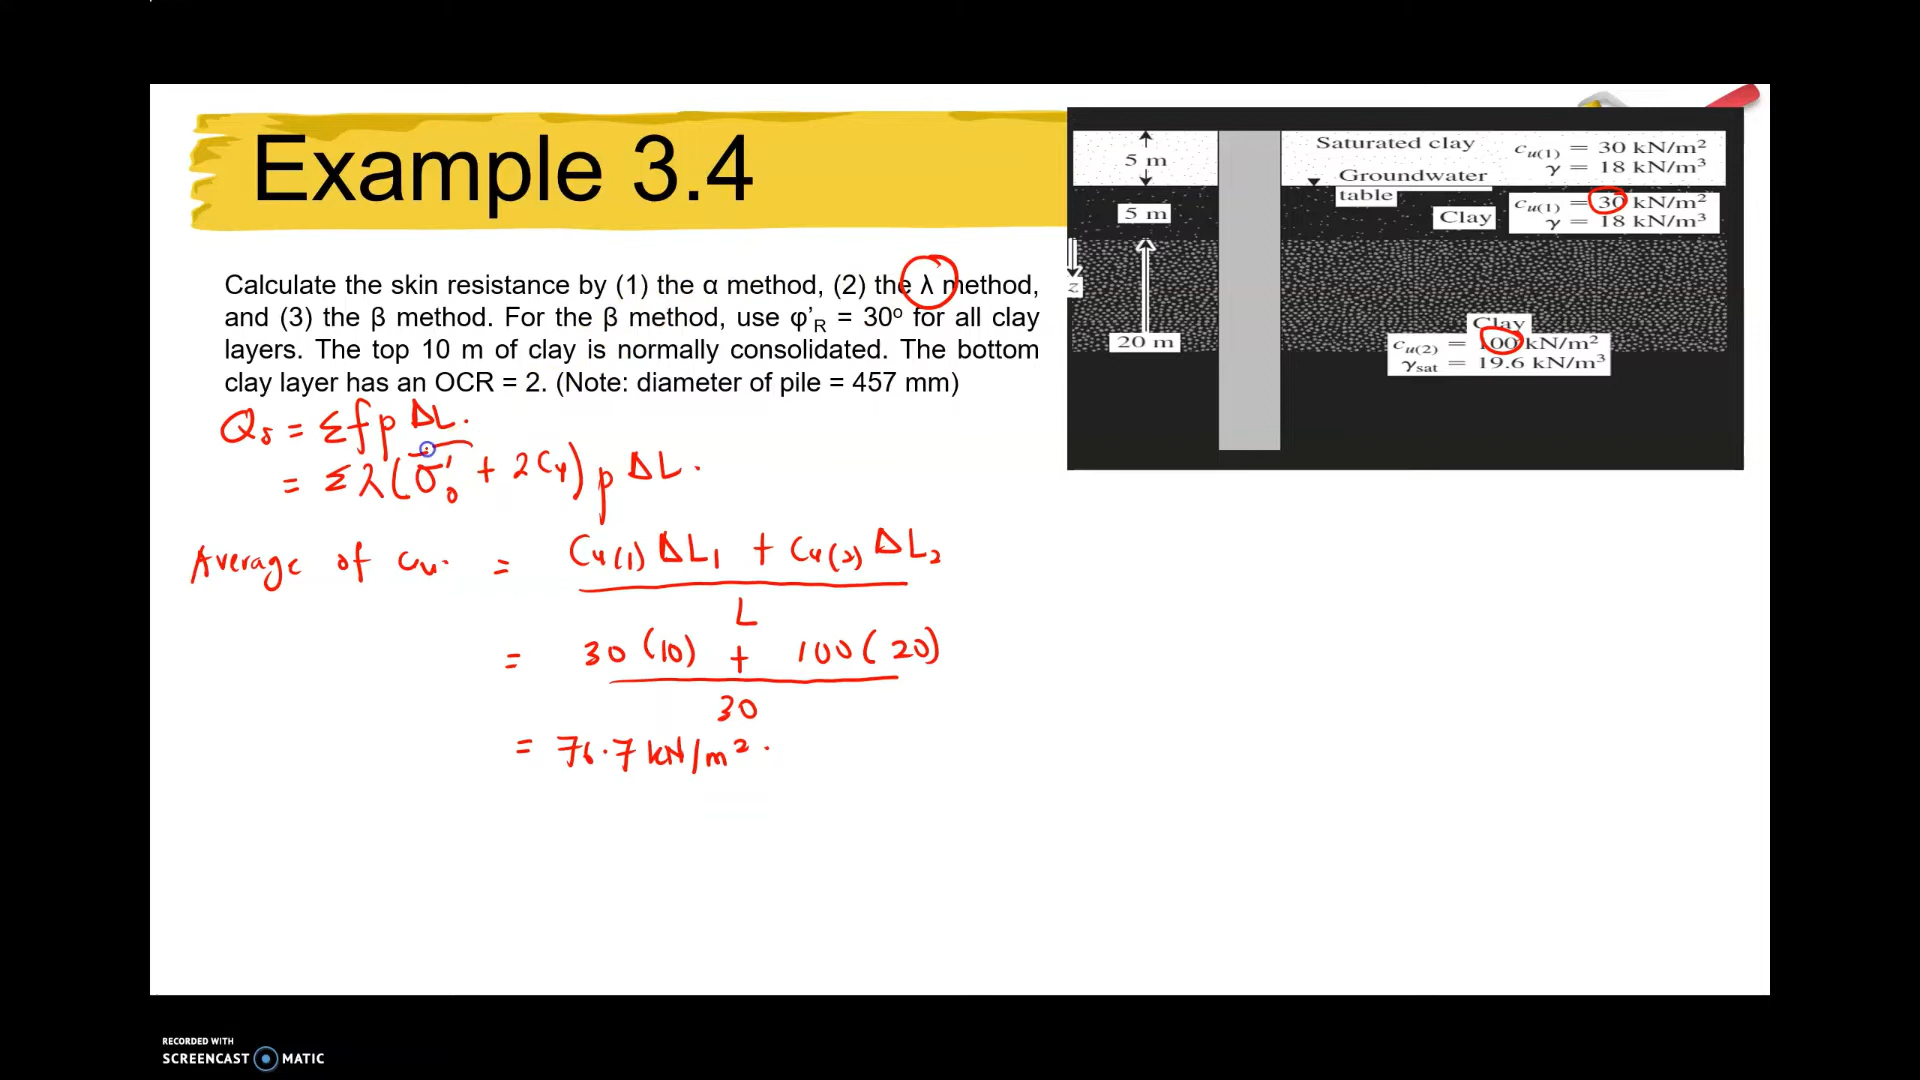 Example 3.4
Calculate the skin resistance by (1) the α method, (2) the λ method,
and (3) the β method. For the β method, use φ’R = 30º for all clay
layers. The top 10 m of clay is normally consolidated. The bottom
clay layer has an OCR = 2. (Note: diameter of pile = 457 mm)
Qs = Σ f p ΔL.
= Σ λ (σ̄'₀ + 2Cu) p ΔL.
Average of cu. = Cu(1) ΔL₁ + Cu(2) ΔL₂
L
= 30 (10) + 100 (20)
30
= 76.7 kN/m².
5 m
Saturated clay
cu(1) = 30 kN/m²
γ = 18 kN/m³
Groundwater
table
5 m
Clay
cu(1) = 30 kN/m²
γ = 18 kN/m³
z
20 m
Clay
cu(2) = 100 kN/m²
γsat = 19.6 kN/m³
RECORDED WITH
SCREENCAST MATIC